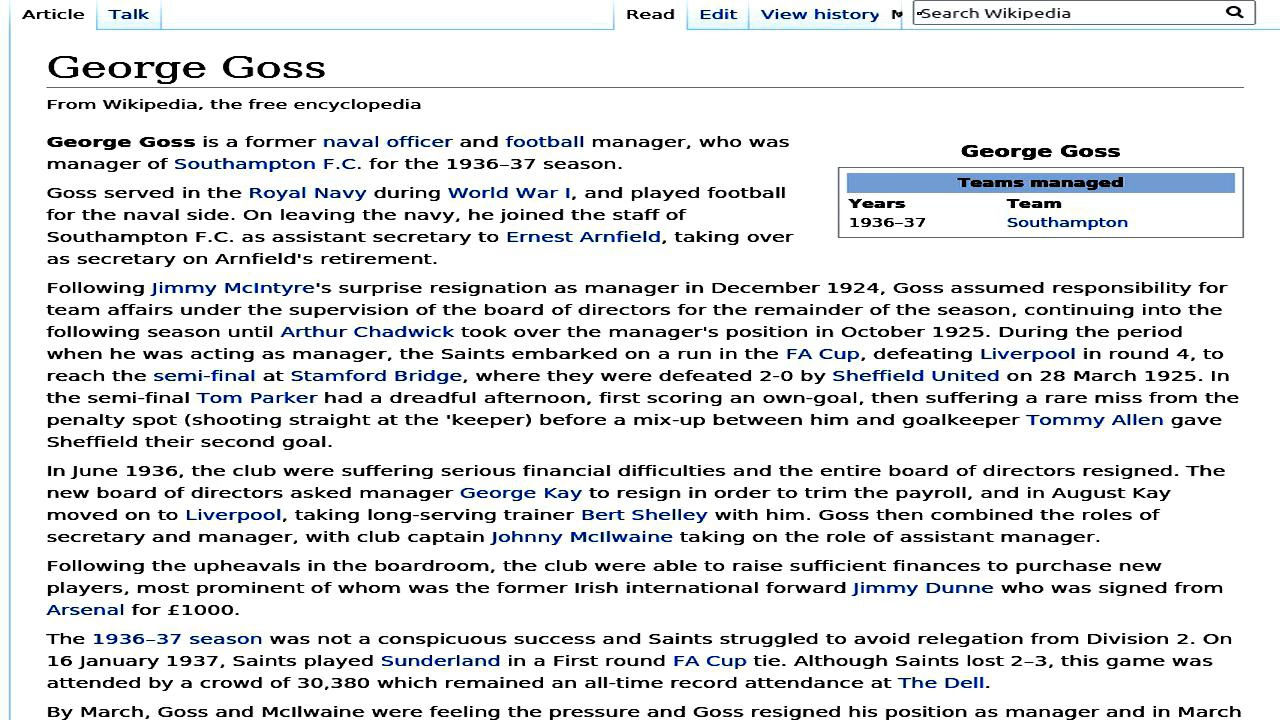 Article Talk Read Edit View history Search Wikipedia
George Goss
From Wikipedia, the free encyclopedia
George Goss is a former naval officer and football manager, who was
manager of Southampton F.C. for the 1936–37 season.
George Goss
Teams managed
Years Team
1936–37 Southampton
Goss served in the Royal Navy during World War I, and played football
for the naval side. On leaving the navy, he joined the staff of
Southampton F.C. as assistant secretary to Ernest Arnfield, taking over
as secretary on Arnfield's retirement.
Following Jimmy McIntyre's surprise resignation as manager in December 1924, Goss assumed responsibility for
team affairs under the supervision of the board of directors for the remainder of the season, continuing into the
following season until Arthur Chadwick took over the manager's position in October 1925. During the period
when he was acting as manager, the Saints embarked on a run in the FA Cup, defeating Liverpool in round 4, to
reach the semi-final at Stamford Bridge, where they were defeated 2-0 by Sheffield United on 28 March 1925. In
the semi-final Tom Parker had a dreadful afternoon, first scoring an own-goal, then suffering a rare miss from the
penalty spot (shooting straight at the 'keeper) before a mix-up between him and goalkeeper Tommy Allen gave
Sheffield their second goal.
In June 1936, the club were suffering serious financial difficulties and the entire board of directors resigned. The
new board of directors asked manager George Kay to resign in order to trim the payroll, and in August Kay
moved on to Liverpool, taking long-serving trainer Bert Shelley with him. Goss then combined the roles of
secretary and manager, with club captain Johnny McIlwaine taking on the role of assistant manager.
Following the upheavals in the boardroom, the club were able to raise sufficient finances to purchase new
players, most prominent of whom was the former Irish international forward Jimmy Dunne who was signed from
Arsenal for £1000.
The 1936–37 season was not a conspicuous success and Saints struggled to avoid relegation from Division 2. On
16 January 1937, Saints played Sunderland in a First round FA Cup tie. Although Saints lost 2–3, this game was
attended by a crowd of 30,380 which remained an all-time record attendance at The Dell.
By March, Goss and McIlwaine were feeling the pressure and Goss resigned his position as manager and in March